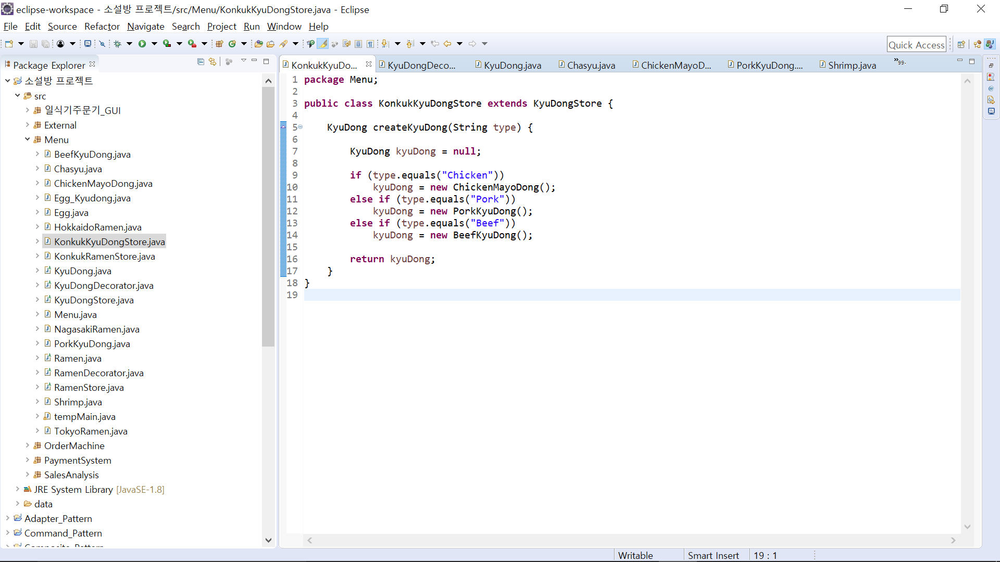 eclipse-workspace - 소설방 프로젝트/src/Menu/KonkukKyuDongStore.java - Eclipse
File Edit Source Refactor Navigate Search Project Run Window Help
Quick Access
Package Explorer
소설방 프로젝트
src
일식기주문기_GUI
External
Menu
BeefKyuDong.java
Chasyu.java
ChickenMayoDong.java
Egg_Kyudong.java
Egg.java
HokkaidoRamen.java
KonkukKyuDongStore.java
KonkukRamenStore.java
KyuDong.java
KyuDongDecorator.java
KyuDongStore.java
Menu.java
NagasakiRamen.java
PorkKyuDong.java
Ramen.java
RamenDecorator.java
RamenStore.java
Shrimp.java
tempMain.java
TokyoRamen.java
OrderMachine
PaymentSystem
SalesAnalysis
JRE System Library [JavaSE-1.8]
data
Adapter_Pattern
Command_Pattern
KonkukKyuDo... KyuDongDeco... KyuDong.java Chasyu.java ChickenMayoD... PorkKyuDong.... Shrimp.java »99-
1 package Menu;
2
3 public class KonkukKyuDongStore extends KyuDongStore {
4
5 KyuDong createKyuDong(String type) {
6
7 KyuDong kyuDong = null;
8
9 if (type.equals("Chicken"))
10 kyuDong = new ChickenMayoDong();
11 else if (type.equals("Pork"))
12 kyuDong = new PorkKyuDong();
13 else if (type.equals("Beef"))
14 kyuDong = new BeefKyuDong();
15
16 return kyuDong;
17 }
18 }
19
Writable Smart Insert 19 : 1